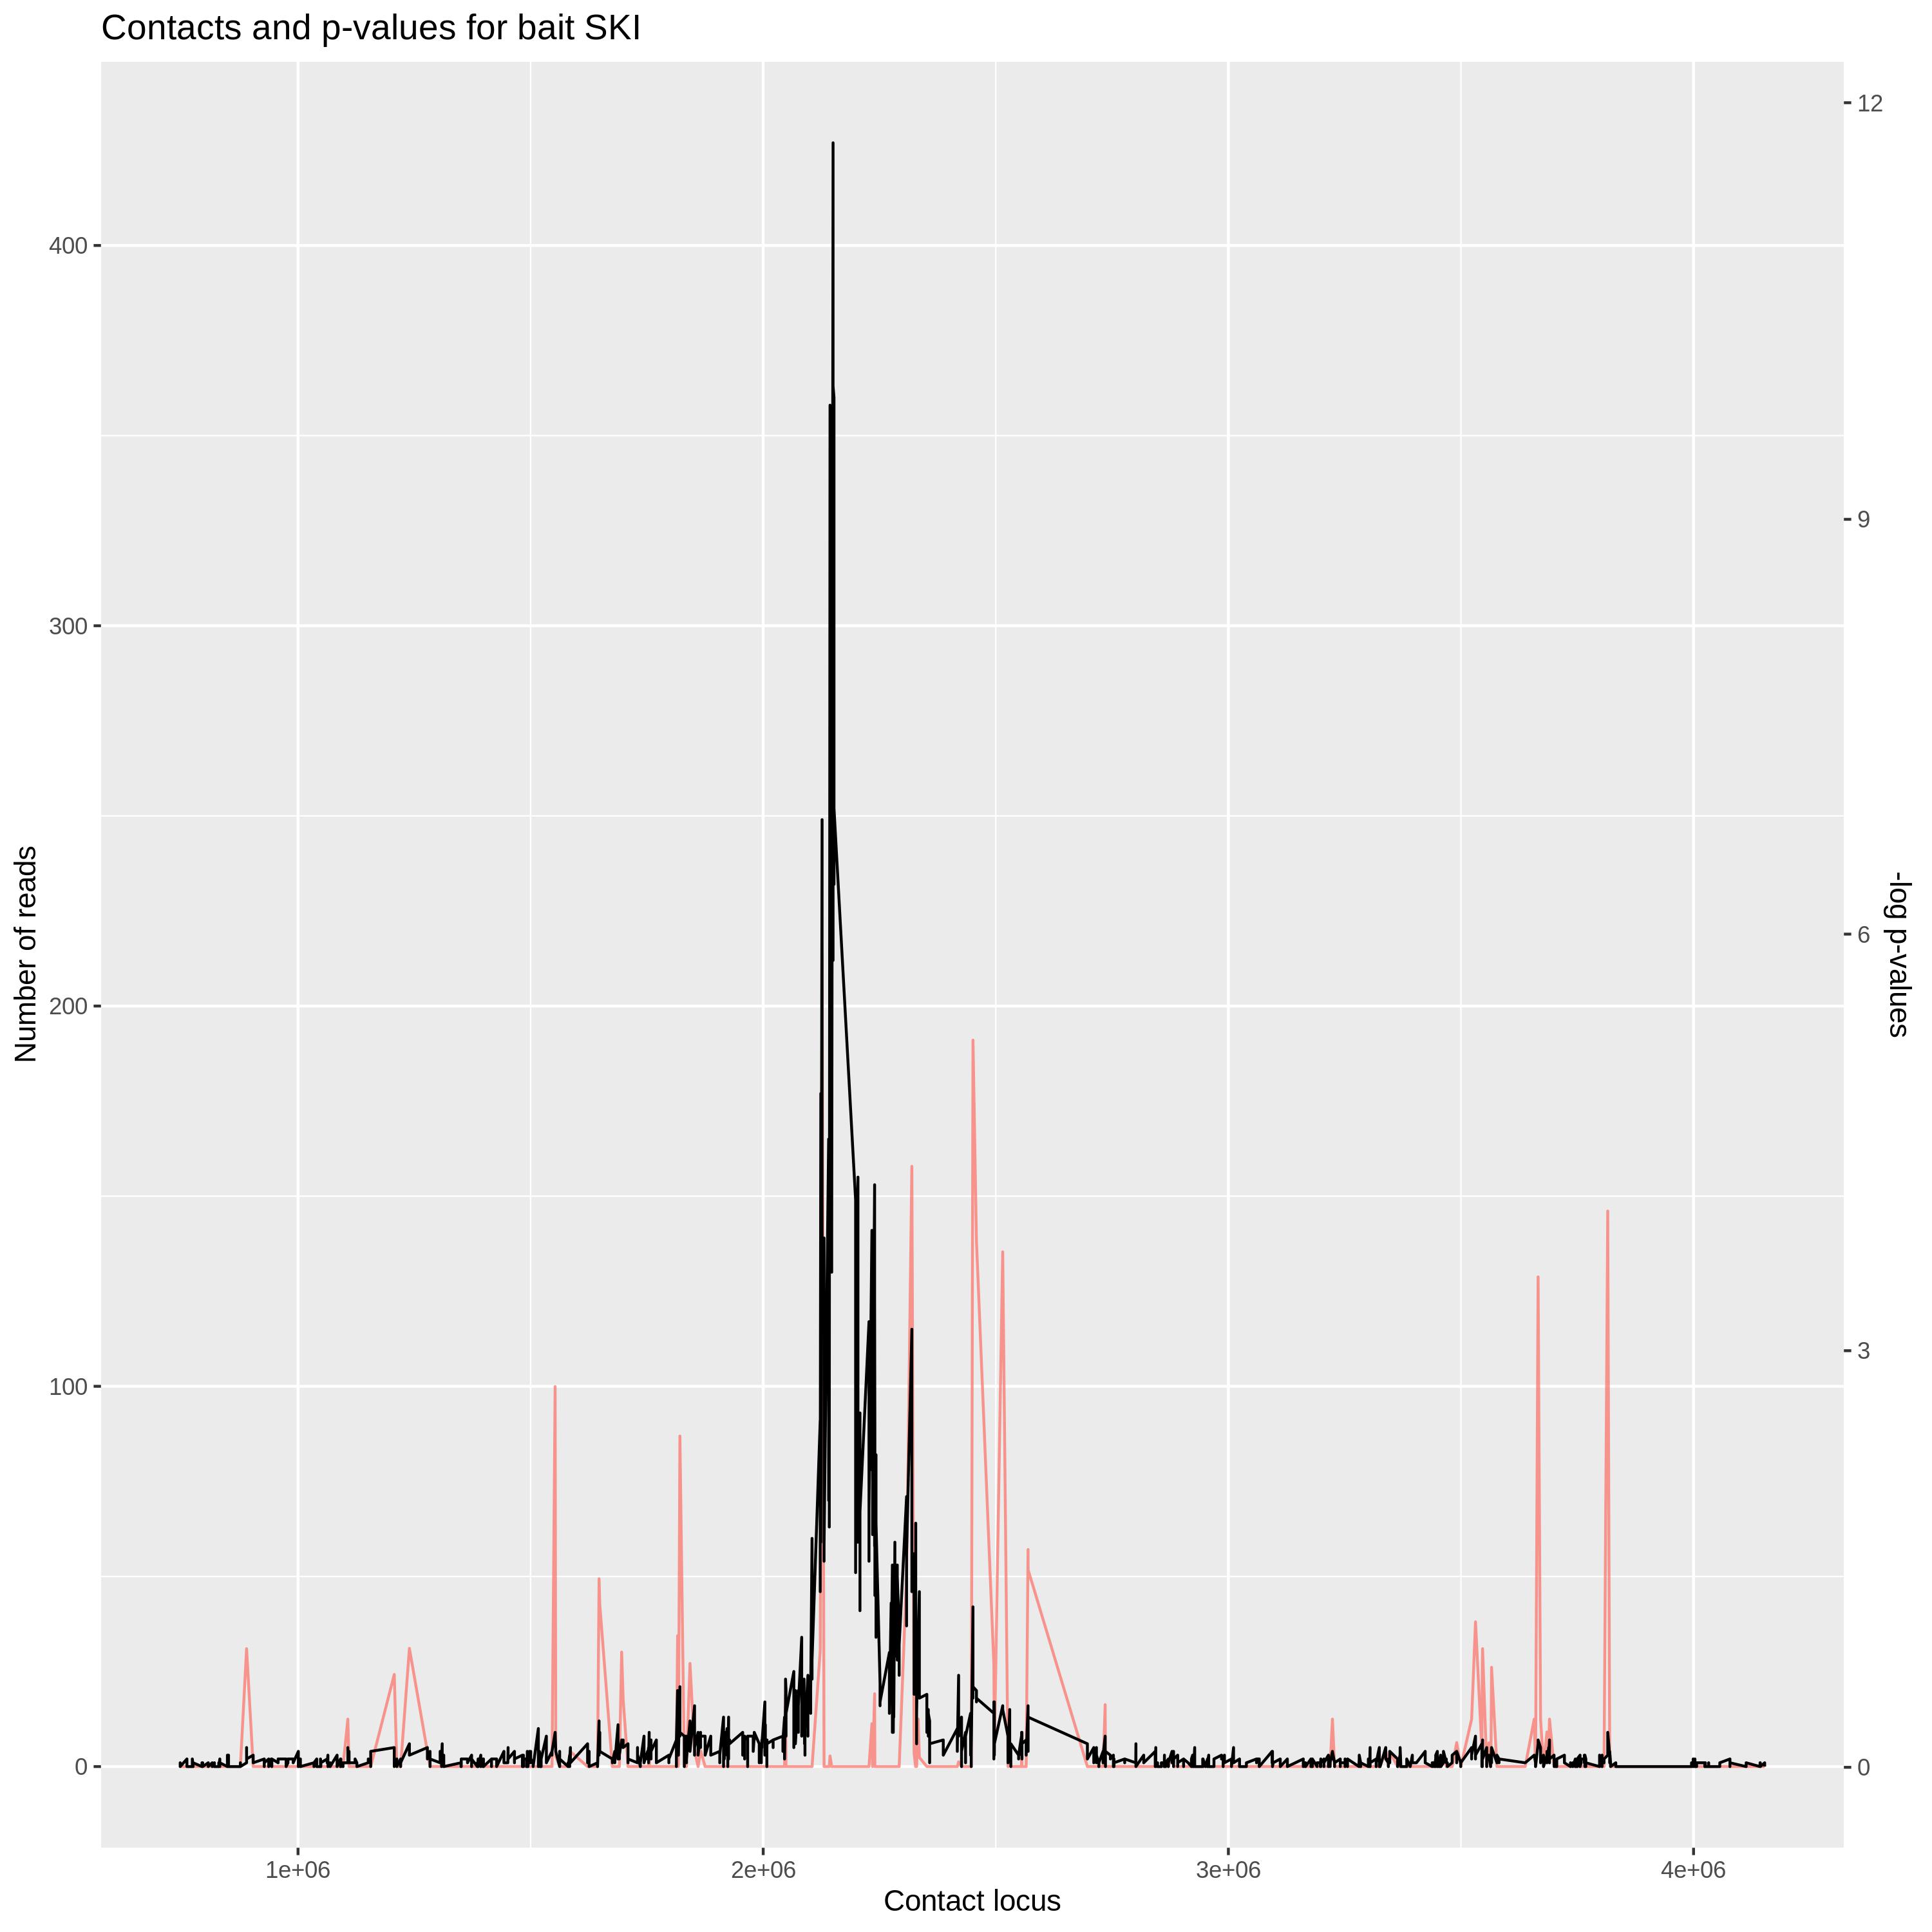 Contacts and p-values for bait SKI
Number of reads
400
300
200
100
0
12
9
6
3
0
-log p-values
1e+06
2e+06
3e+06
4e+06
Contact locus